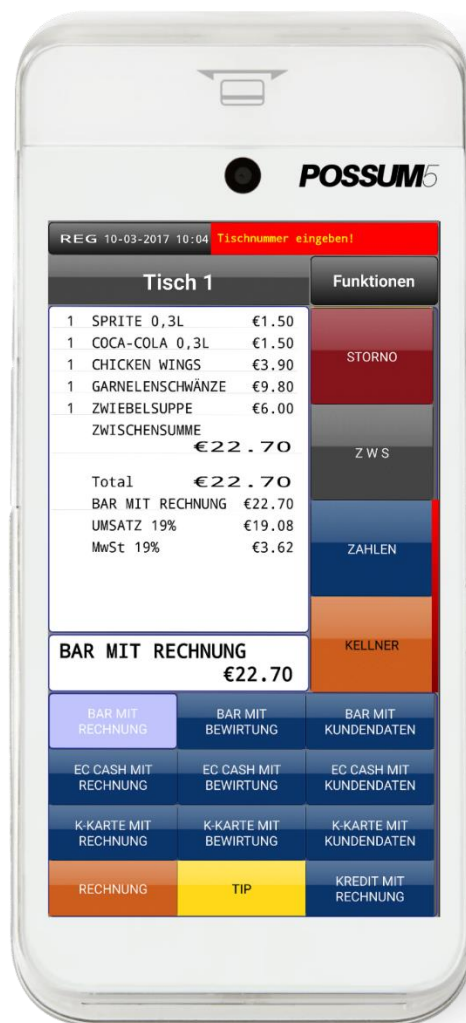 POSSUM5
REG 10-03-2017 10:04 Tischnummer eingeben!
Tisch 1
Funktionen
1 SPRITE 0,3L €1.50
1 COCA-COLA 0,3L €1.50
1 CHICKEN WINGS €3.90
1 GARNELENSCHWÄNZE €9.80
1 ZWIEBELSUPPE €6.00
ZWISCHENSUMME
€22.70
Total €22.70
BAR MIT RECHNUNG €22.70
UMSATZ 19% €19.08
MwSt 19% €3.62
STORNO
ZWS
ZAHLEN
KELLNER
BAR MIT RECHNUNG
€22.70
BAR MIT
RECHNUNG
BAR MIT
BEWIRTUNG
BAR MIT
KUNDENDATEN
EC CASH MIT
RECHNUNG
EC CASH MIT
BEWIRTUNG
EC CASH MIT
KUNDENDATEN
K-KARTE MIT
RECHNUNG
K-KARTE MIT
BEWIRTUNG
K-KARTE MIT
KUNDENDATEN
RECHNUNG
TIP
KREDIT MIT
RECHNUNG